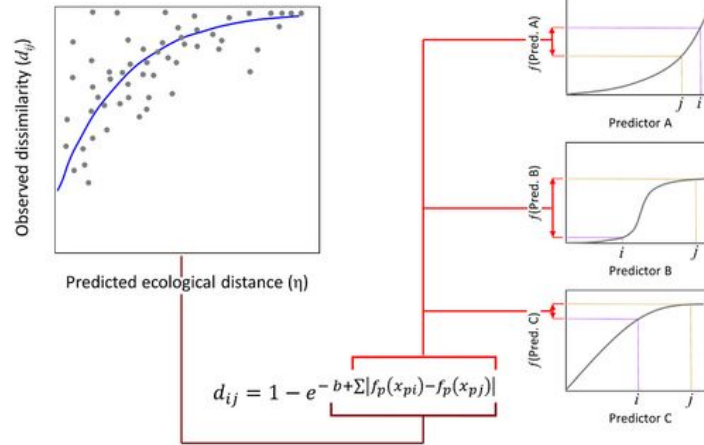 Observed dissimilarity (dᵢⱼ)
Predicted ecological distance (η)
f(Pred. A)
j i
Predictor A
f(Pred. B)
i j
Predictor B
f(Pred. C)
i j
Predictor C
dᵢⱼ = 1 − e^(− b+∑|fₚ(xₚᵢ)−fₚ(xₚⱼ)|)